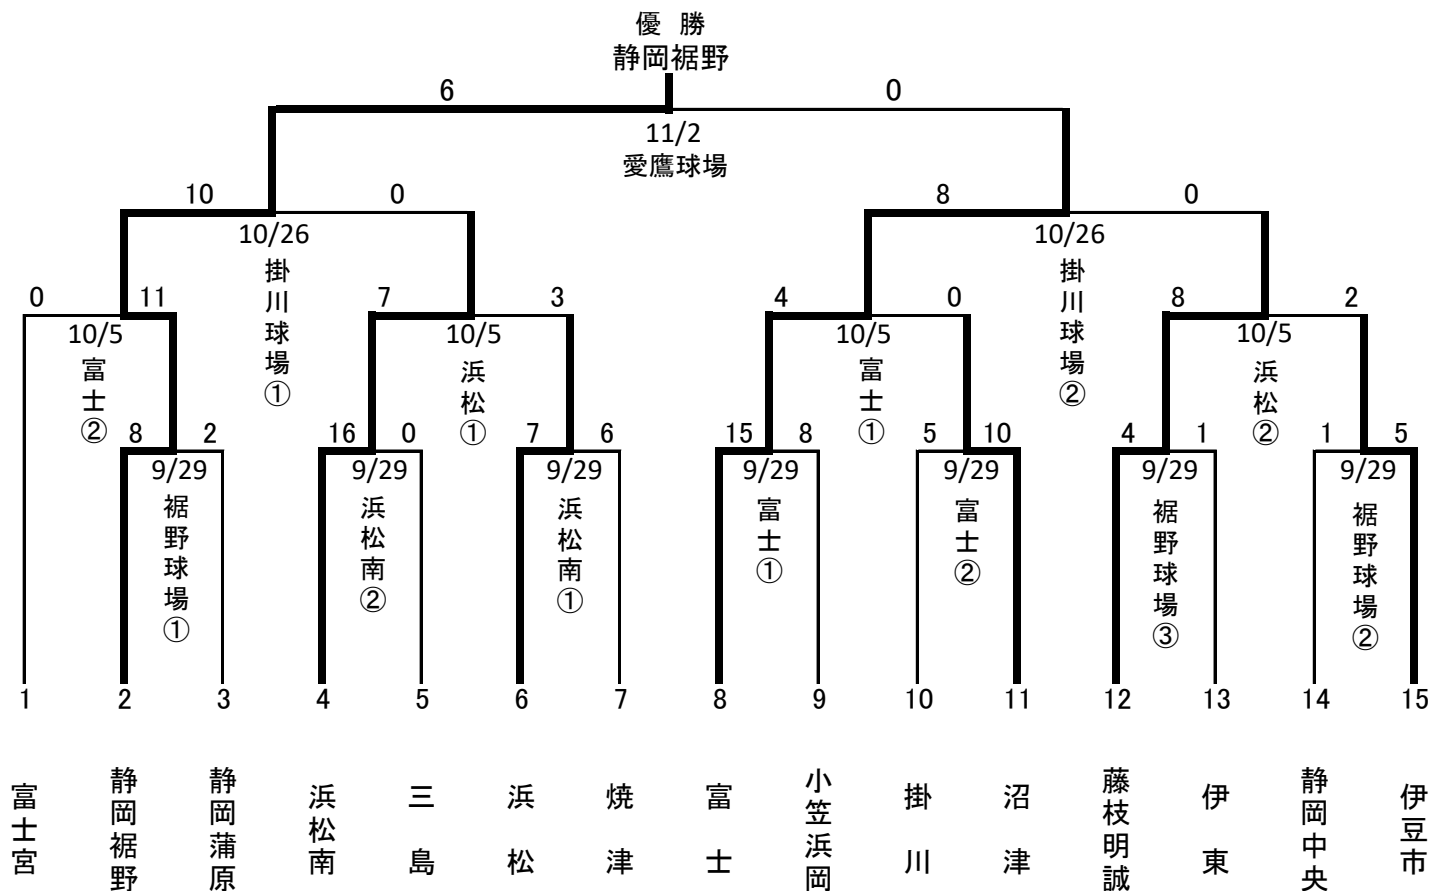 優 勝
静岡裾野
6 0
11/2
愛鷹球場
10 0 8 0
10/26 10/26
掛川球場① 掛川球場②
0 11 7 3 4 0 8 2
10/5 10/5 10/5 10/5
富士② 浜松① 富士① 浜松②
8 2 16 0 7 6 15 8 5 10 4 1 1 5
9/29 9/29 9/29 9/29 9/29 9/29 9/29
裾野球場① 浜松南② 浜松南① 富士① 富士② 裾野球場③ 裾野球場②
1 2 3 4 5 6 7 8 9 10 11 12 13 14 15
富士宮
静岡裾野
静岡蒲原
浜松南
三島
浜松
焼津
富士
小笠浜岡
掛川
沼津
藤枝明誠
伊東
静岡中央
伊豆市